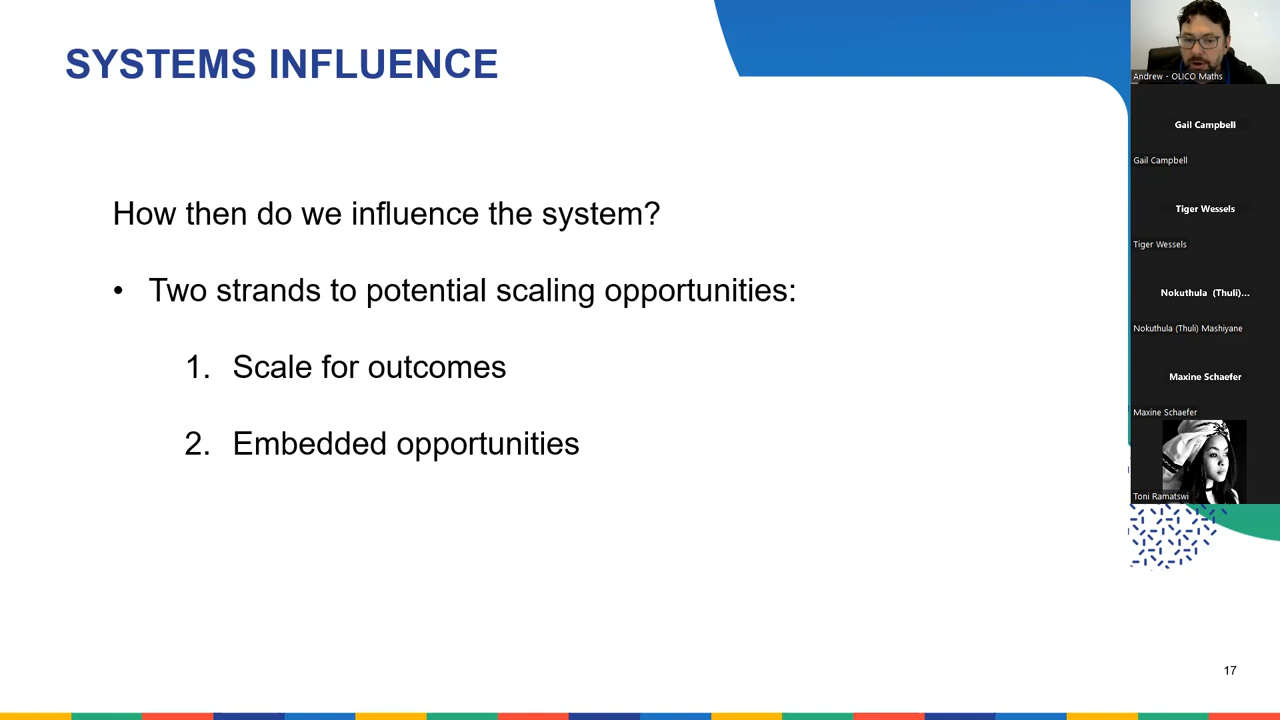 SYSTEMS INFLUENCE
How then do we influence the system?
• Two strands to potential scaling opportunities:
1. Scale for outcomes
2. Embedded opportunities
17
Andrew - OLICO Maths
Gail Campbell
Gail Campbell
Tiger Wessels
Tiger Wessels
Nokuthula (Thuli)...
Nokuthula (Thuli) Mashiyane
Maxine Schaefer
Maxine Schaefer
Toni Ramatswi